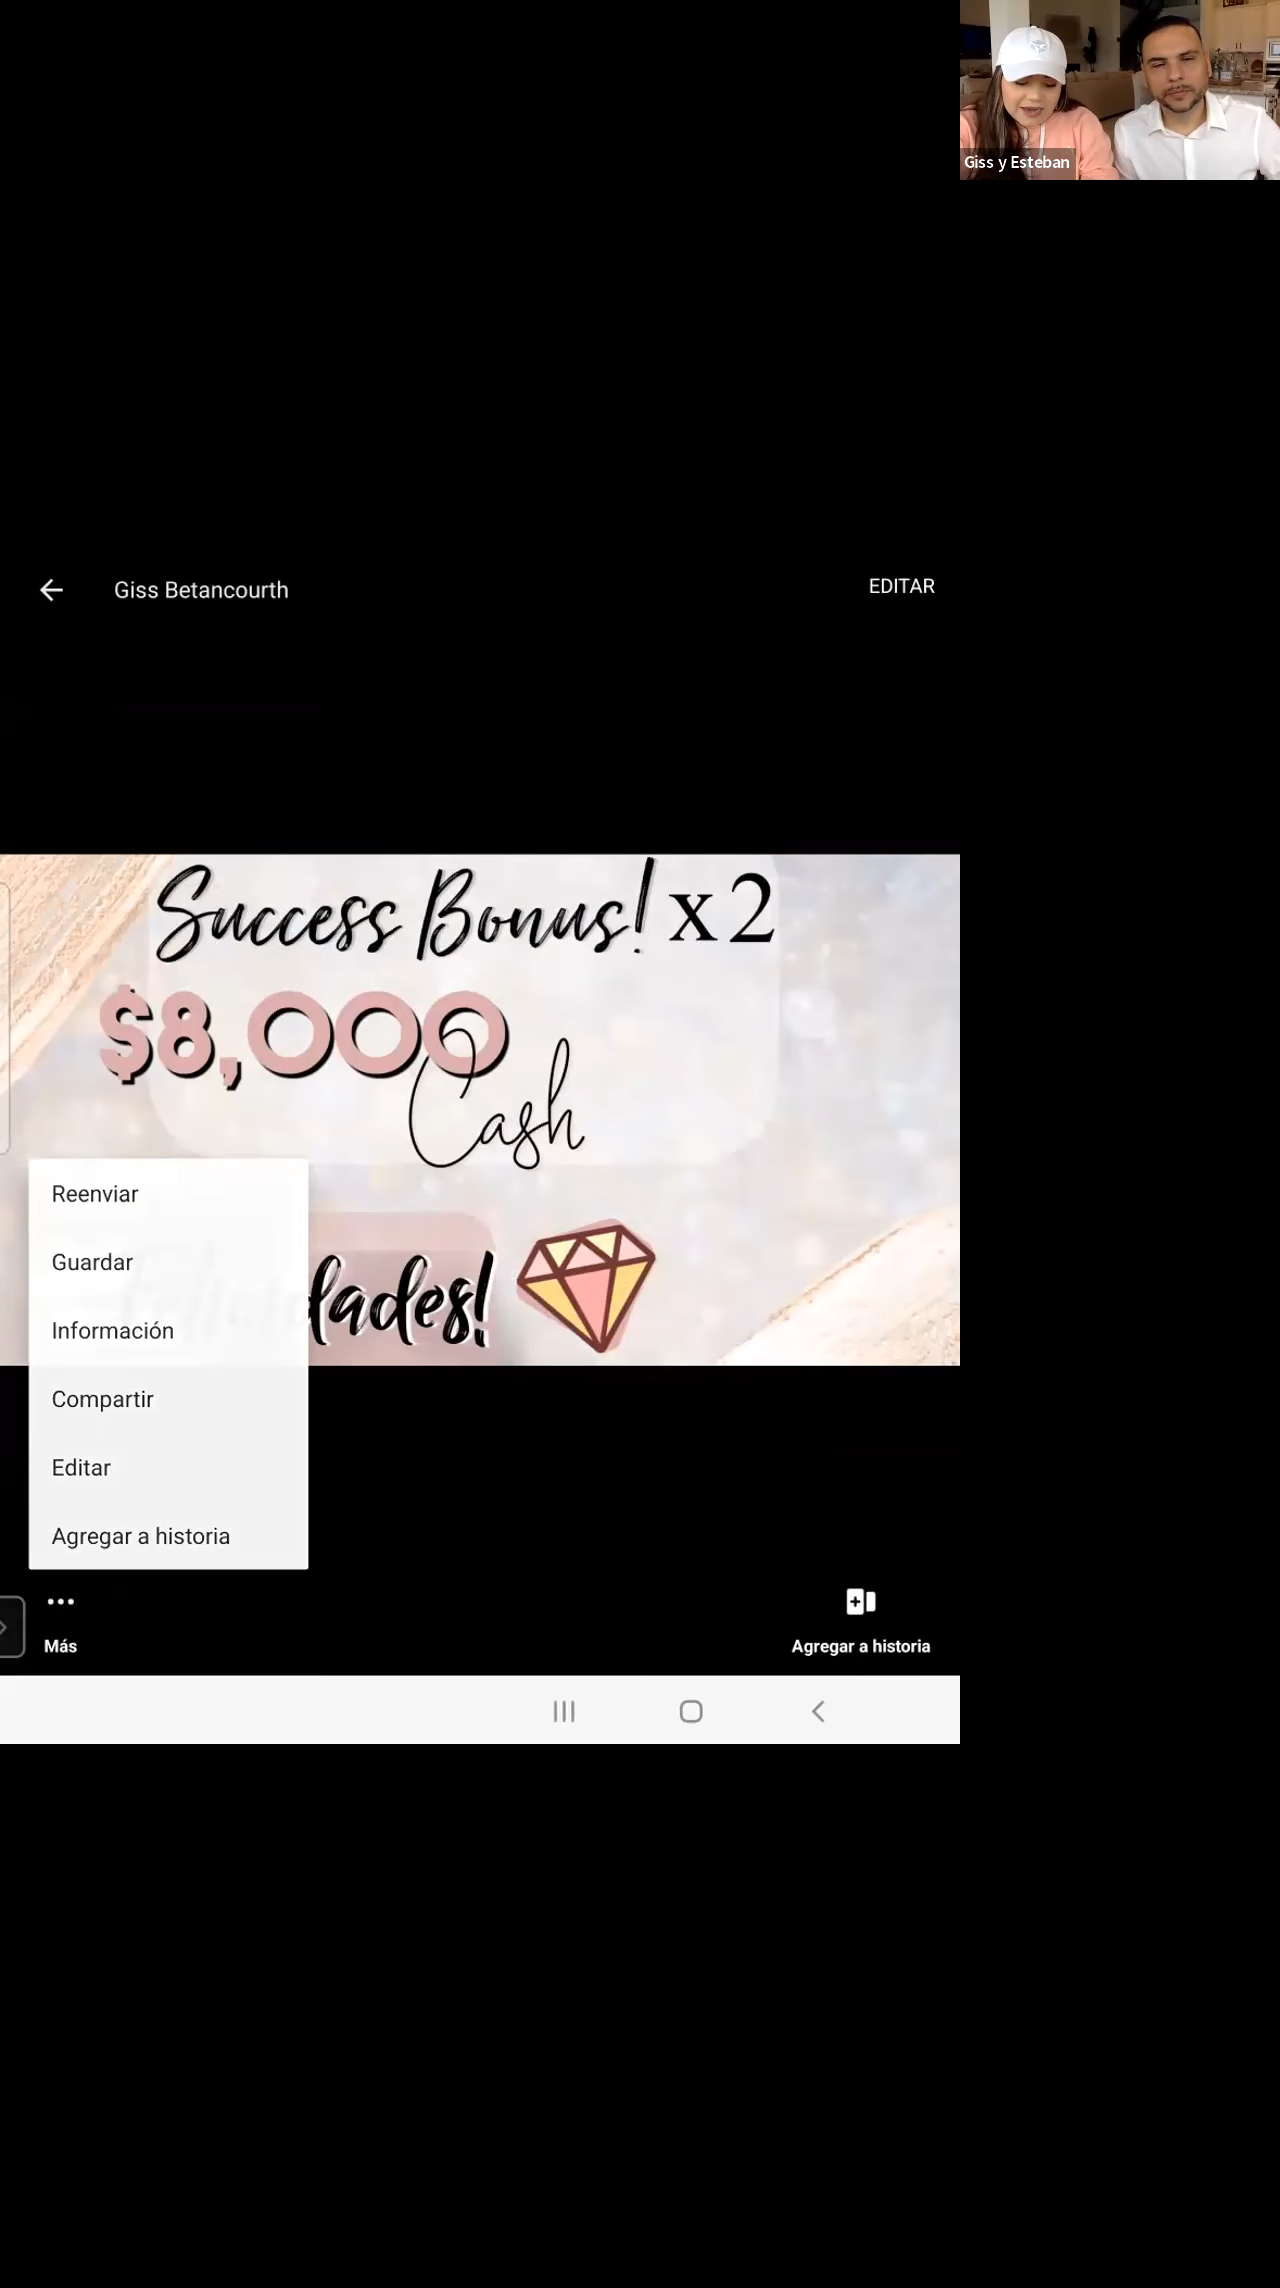 Giss y Esteban
Giss Betancourth
EDITAR
Success Bonus! x2
$8,000
Cash
Reenviar
Guardar
Información
Compartir
Editar
Agregar a historia
Felicidades!
Más
Agregar a historia